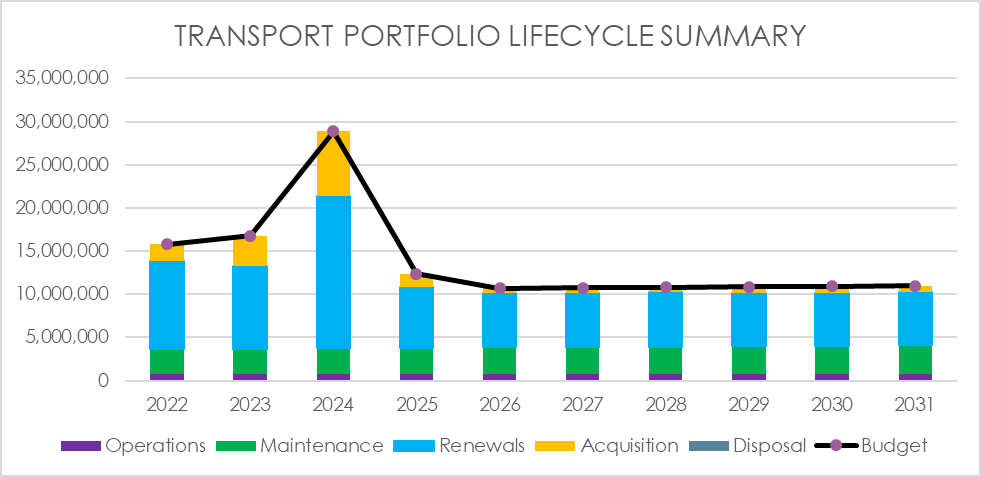 TRANSPORT PORTFOLIO LIFECYCLE SUMMARY
35,000,000
30,000,000
25,000,000
20,000,000
15,000,000
10,000,000
5,000,000
0
2022 2023 2024 2025 2026 2027 2028 2029 2030 2031
Operations Maintenance Renewals Acquisition Disposal Budget